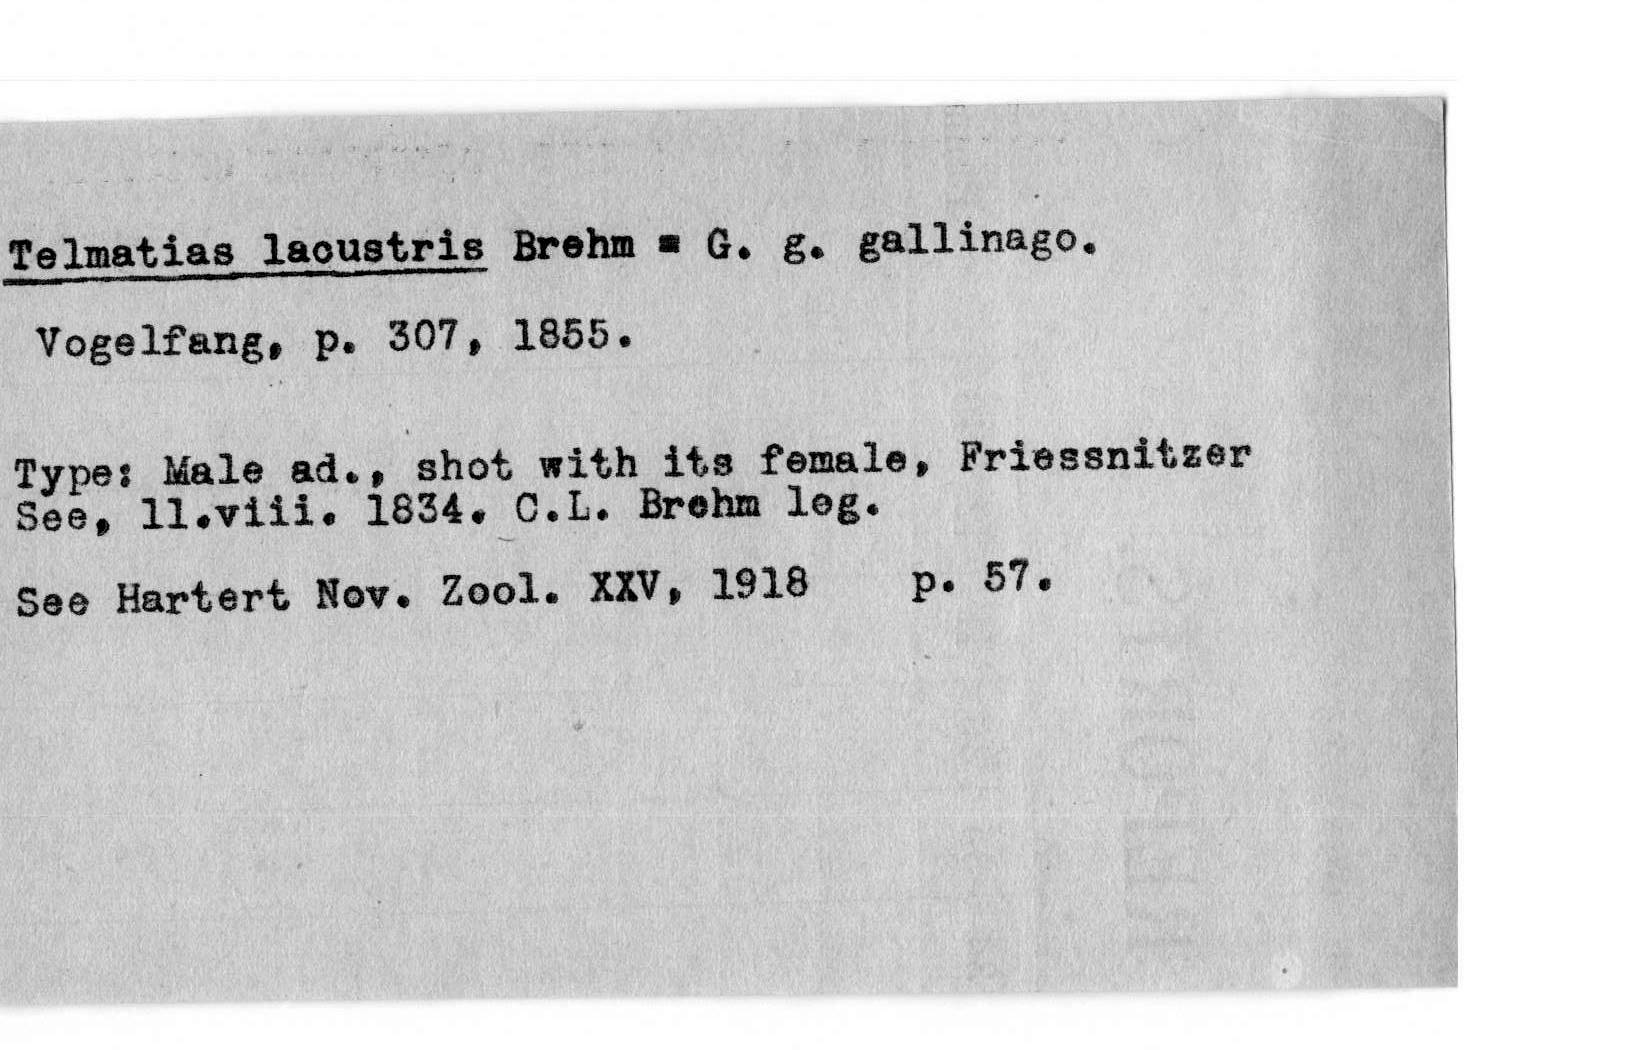 Telmatias lacustris Brehm = G. g. gallinago.
Vogelfang, p. 307, 1855.
Type: Male ad., shot with its female, Friessnitzer
See, 11.viii. 1834. C.L. Brehm leg.
See Hartert Nov. Zool. XXV, 1918 p. 57.